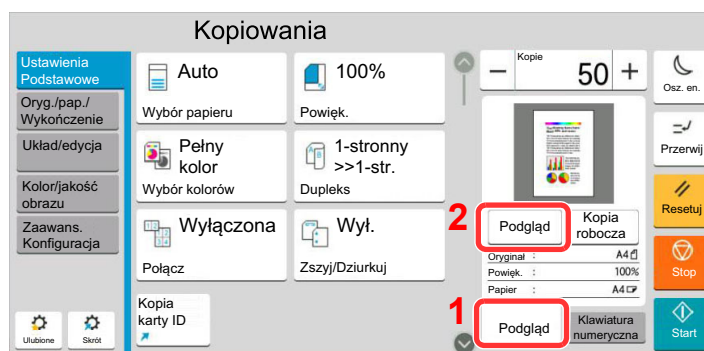 Kopiowania
Ustawienia
Podstawowe
Oryg./pap./
Wykończenie
Układ/edycja
Kolor/jakość
obrazu
Zaawans.
Konfiguracja
Ulubione
Skrót
Auto
Wybór papieru
100%
Powięk.
Pełny
kolor
Wybór kolorów
1-stronny
>>1-str.
Dupleks
Wyłączona
Połącz
Wył.
Zszyj/Dziurkuj
Kopia
karty ID
Kopie
− 50 +
2
Podgląd
Kopia
robocza
Oryginał : A4
Powięk. : 100%
Papier : A4
1
Podgląd
Klawiatura
numeryczna
Osz. en.
Przerwij
Resetuj
Stop
Start